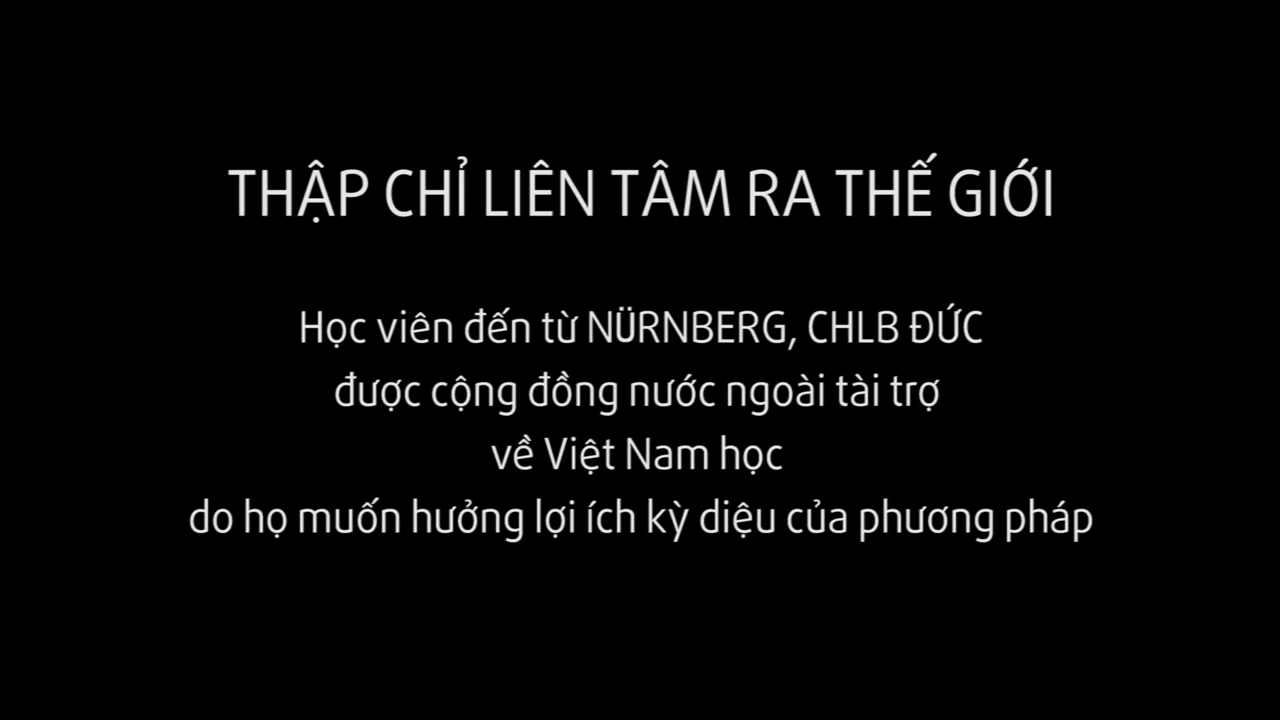 THẬP CHỈ LIÊN TÂM RA THẾ GIỚI
Học viên đến từ NÜRNBERG, CHLB ĐỨC
được cộng đồng nước ngoài tài trợ
về Việt Nam học
do họ muốn hưởng lợi ích kỳ diệu của phương pháp